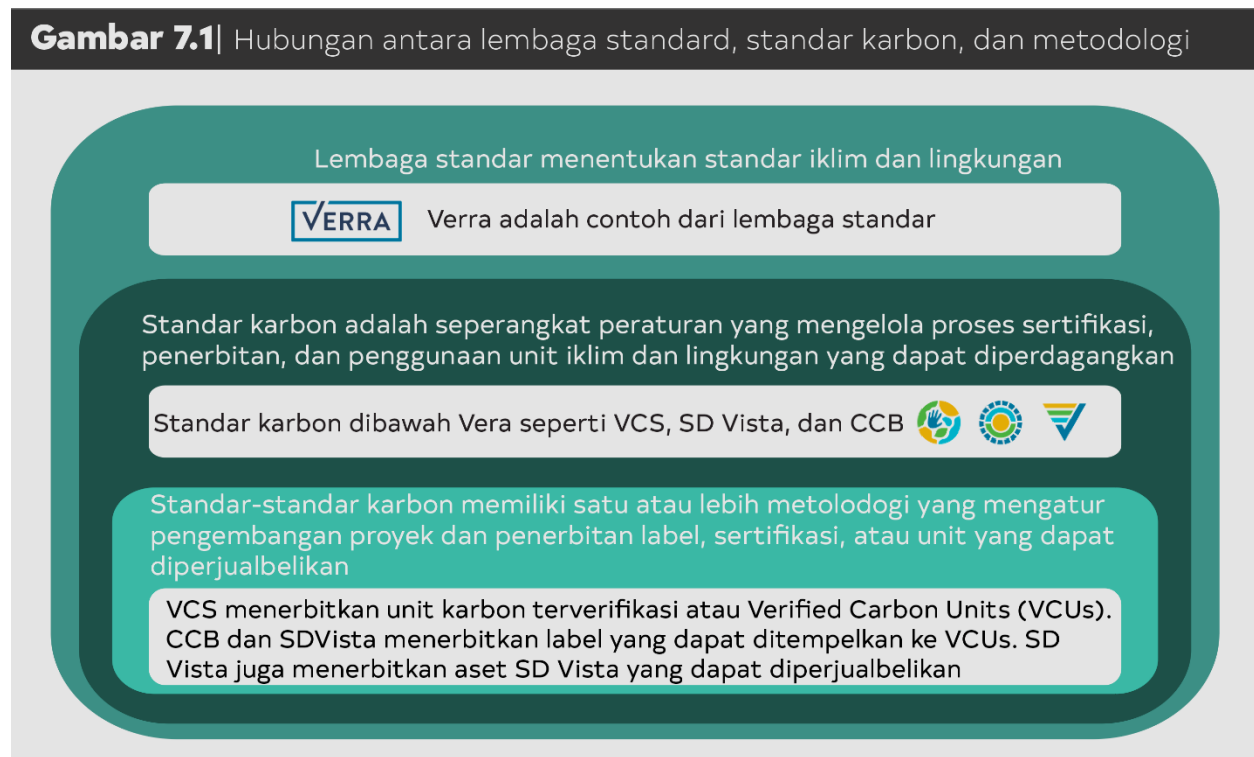 Gambar 7.1| Hubungan antara lembaga standard, standar karbon, dan metodologi
Lembaga standar menentukan standar iklim dan lingkungan
VERRA Verra adalah contoh dari lembaga standar
Standar karbon adalah seperangkat peraturan yang mengelola proses sertifikasi,
penerbitan, dan penggunaan unit iklim dan lingkungan yang dapat diperdagangkan
Standar karbon dibawah Vera seperti VCS, SD Vista, dan CCB
Standar-standar karbon memiliki satu atau lebih metolodogi yang mengatur
pengembangan proyek dan penerbitan label, sertifikasi, atau unit yang dapat
diperjualbelikan
VCS menerbitkan unit karbon terverifikasi atau Verified Carbon Units (VCUs).
CCB dan SDVista menerbitkan label yang dapat ditempelkan ke VCUs. SD
Vista juga menerbitkan aset SD Vista yang dapat diperjualbelikan